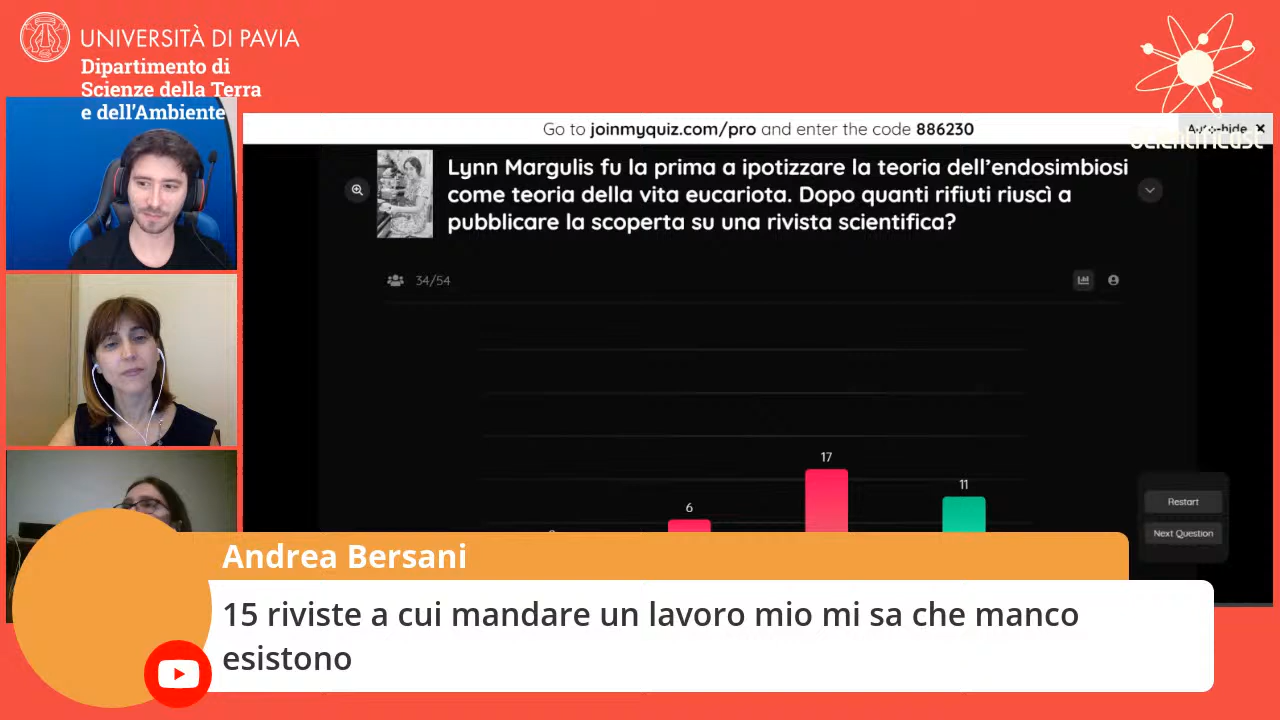 UNIVERSITÀ DI PAVIA
Dipartimento di
Scienze della Terra
e dell'Ambiente
Go to joinmyquiz.com/pro and enter the code 886230
Auto-hide ✕
Scientificast
Lynn Margulis fu la prima a ipotizzare la teoria dell'endosimbiosi
come teoria della vita eucariota. Dopo quanti rifiuti riuscì a
pubblicare la scoperta su una rivista scientifica?
34/54
17
11
6
Restart
Next Question
Andrea Bersani
15 riviste a cui mandare un lavoro mio mi sa che manco
esistono